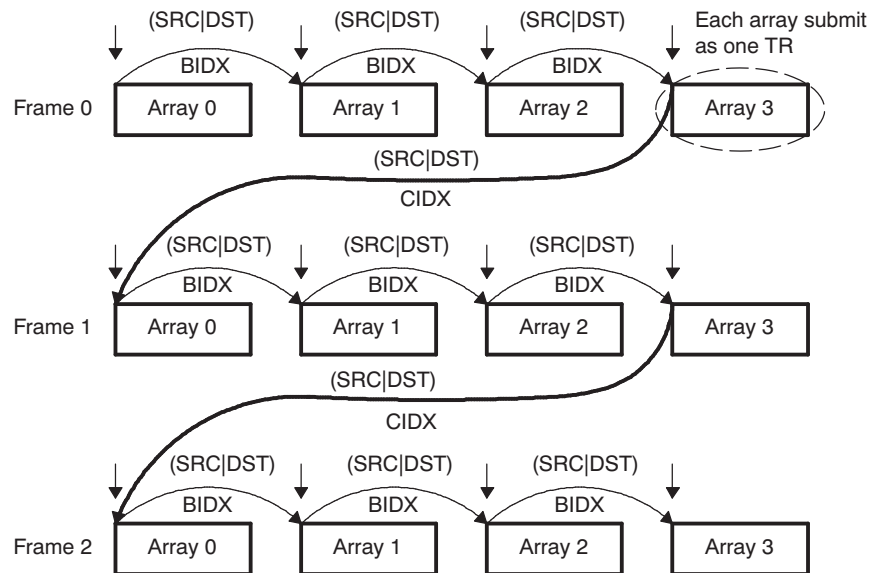 (SRC|DST) (SRC|DST) (SRC|DST) Each array submit
as one TR
BIDX BIDX BIDX
Frame 0 Array 0 Array 1 Array 2 Array 3
(SRC|DST)
CIDX
(SRC|DST) (SRC|DST) (SRC|DST)
BIDX BIDX BIDX
Frame 1 Array 0 Array 1 Array 2 Array 3
(SRC|DST)
CIDX
(SRC|DST) (SRC|DST) (SRC|DST)
BIDX BIDX BIDX
Frame 2 Array 0 Array 1 Array 2 Array 3